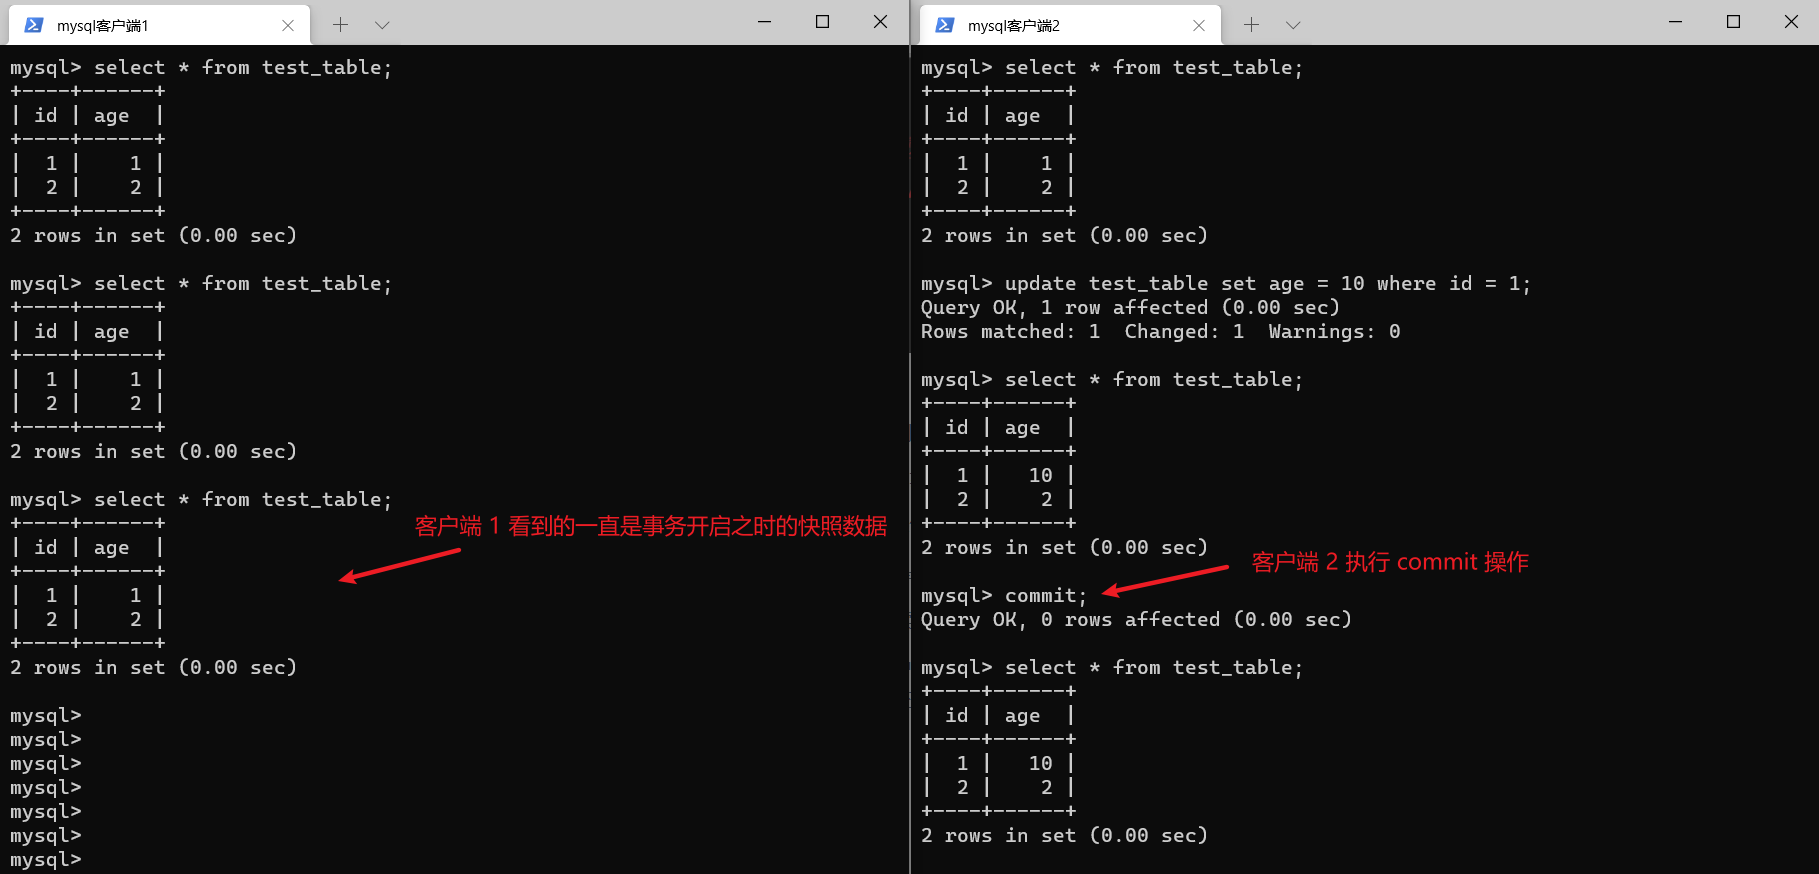 mysql客户端1
mysql> select * from test_table;
+----+------+
| id | age  |
+----+------+
|  1 |    1 |
|  2 |    2 |
+----+------+
2 rows in set (0.00 sec)
mysql> select * from test_table;
+----+------+
| id | age  |
+----+------+
|  1 |    1 |
|  2 |    2 |
+----+------+
2 rows in set (0.00 sec)
mysql> select * from test_table;
+----+------+
| id | age  |
+----+------+
|  1 |    1 |
|  2 |    2 |
+----+------+
2 rows in set (0.00 sec)
客户端 1 看到的一直是事务开启之时的快照数据
mysql>
mysql>
mysql>
mysql>
mysql>
mysql>
mysql>
mysql客户端2
mysql> select * from test_table;
+----+------+
| id | age  |
+----+------+
|  1 |    1 |
|  2 |    2 |
+----+------+
2 rows in set (0.00 sec)
mysql> update test_table set age = 10 where id = 1;
Query OK, 1 row affected (0.00 sec)
Rows matched: 1  Changed: 1  Warnings: 0
mysql> select * from test_table;
+----+------+
| id | age  |
+----+------+
|  1 |   10 |
|  2 |    2 |
+----+------+
2 rows in set (0.00 sec)
客户端 2 执行 commit 操作
mysql> commit;
Query OK, 0 rows affected (0.00 sec)
mysql> select * from test_table;
+----+------+
| id | age  |
+----+------+
|  1 |   10 |
|  2 |    2 |
+----+------+
2 rows in set (0.00 sec)